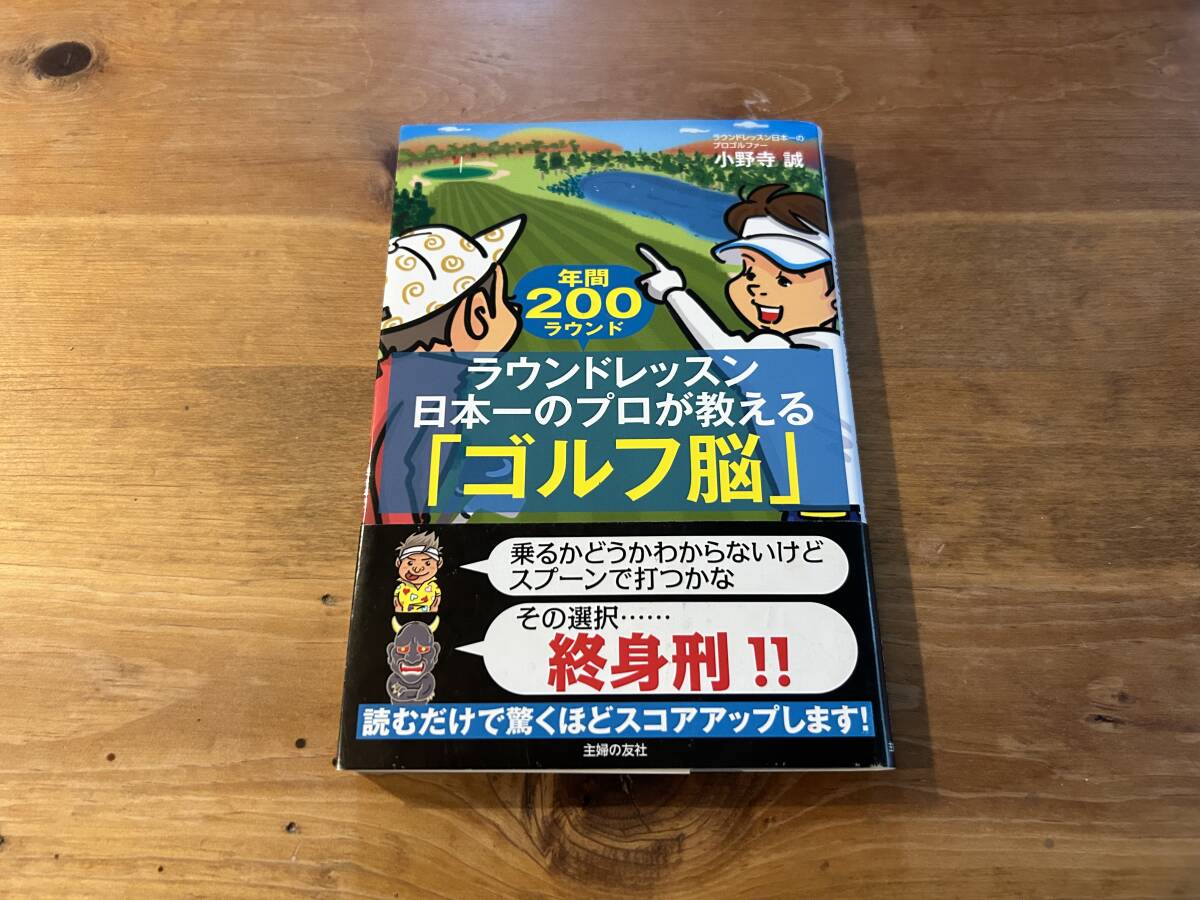 ラウンドレッスン日本一の
プロゴルファー
小野寺 誠
年間
200
ラウンド
ラウンドレッスン
日本一のプロが教える
「ゴルフ脳」
乗るかどうかわからないけど
スプーンで打つかな
その選択……
終身刑!!
読むだけで驚くほどスコアアップします!
主婦の友社